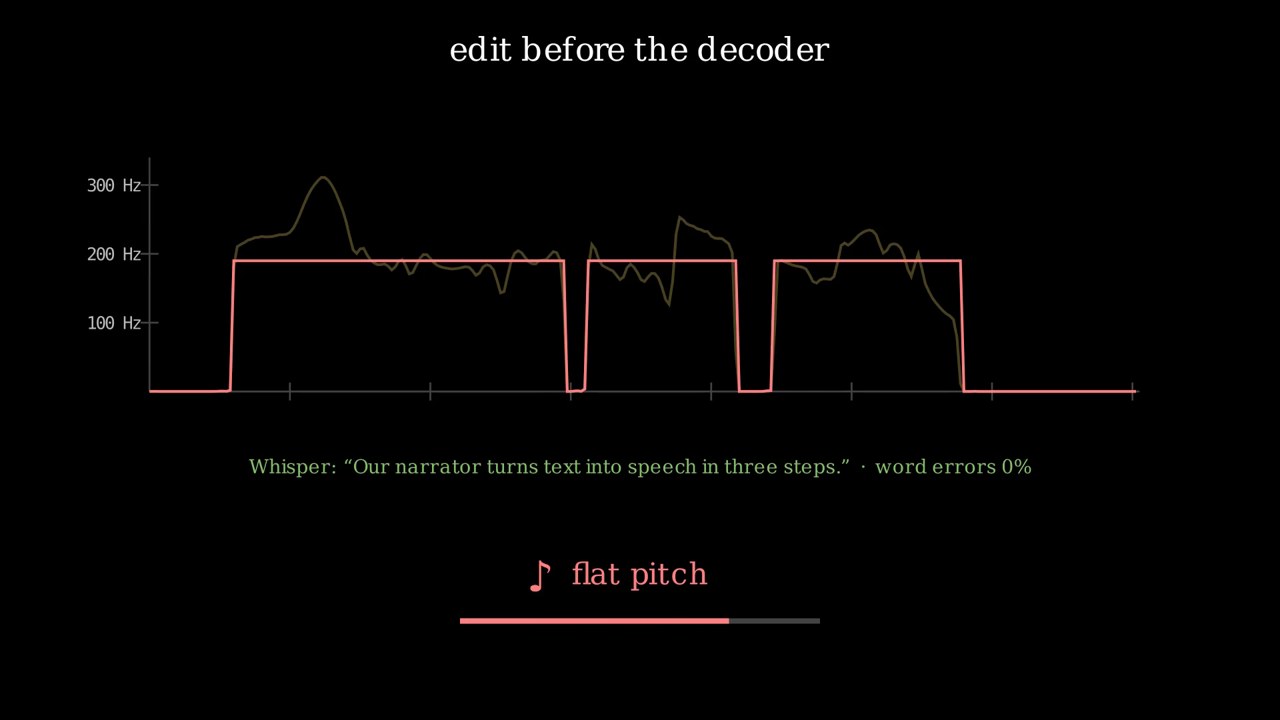 edit before the decoder
300 Hz
200 Hz
100 Hz
Whisper: “Our narrator turns text into speech in three steps.” · word errors 0%
♪ flat pitch